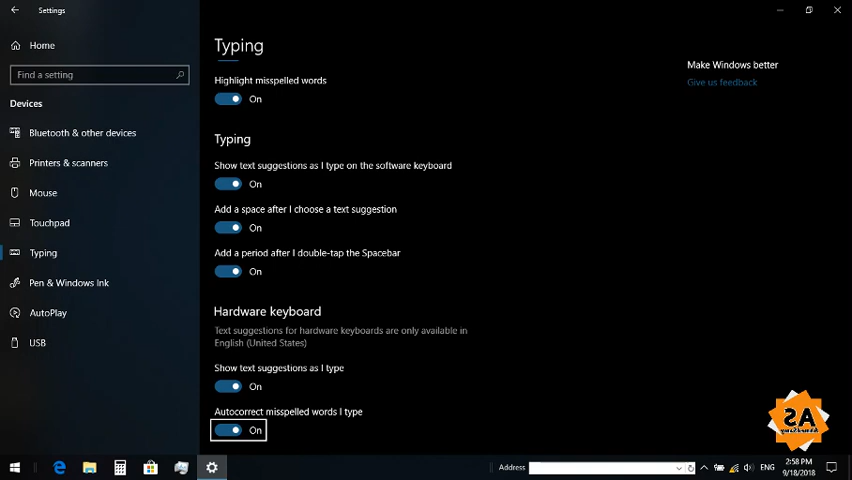 Settings
Home
Find a setting
Devices
Bluetooth & other devices
Printers & scanners
Mouse
Touchpad
Typing
Pen & Windows Ink
AutoPlay
USB
Typing
Highlight misspelled words
On
Typing
Show text suggestions as I type on the software keyboard
On
Add a space after I choose a text suggestion
On
Add a period after I double-tap the Spacebar
On
Hardware keyboard
Text suggestions for hardware keyboards are only available in
English (United States)
Show text suggestions as I type
On
Autocorrect misspelled words I type
On
Make Windows better
Give us feedback
Address
ENG
2:58 PM
9/18/2018